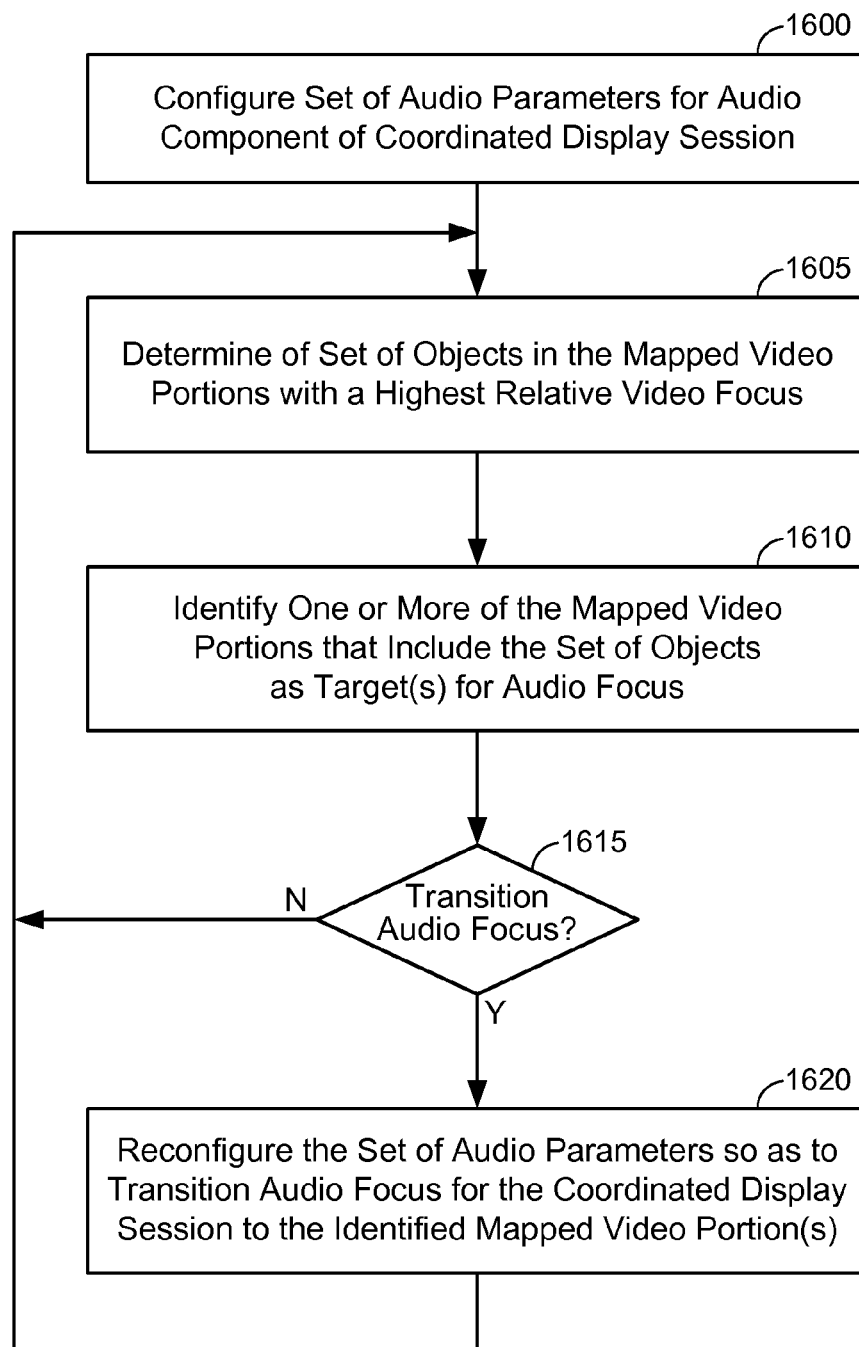 1600
Configure Set of Audio Parameters for Audio
Component of Coordinated Display Session
1605
Determine of Set of Objects in the Mapped Video
Portions with a Highest Relative Video Focus
1610
Identify One or More of the Mapped Video
Portions that Include the Set of Objects
as Target(s) for Audio Focus
1615
Transition
Audio Focus?
N
Y
1620
Reconfigure the Set of Audio Parameters so as to
Transition Audio Focus for the Coordinated Display
Session to the Identified Mapped Video Portion(s)